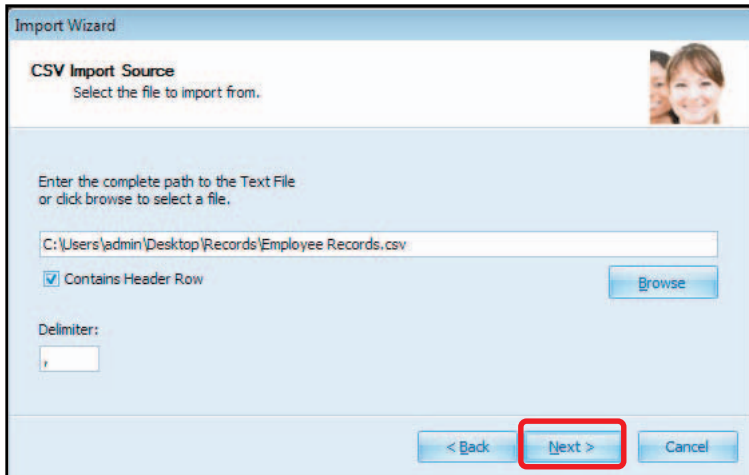 Import Wizard
CSV Import Source
Select the file to import from.
Enter the complete path to the Text File
or click browse to select a file.
C:\Users\admin\Desktop\Records\Employee Records.csv
Contains Header Row
Browse
Delimiter:
,
< Back
Next >
Cancel